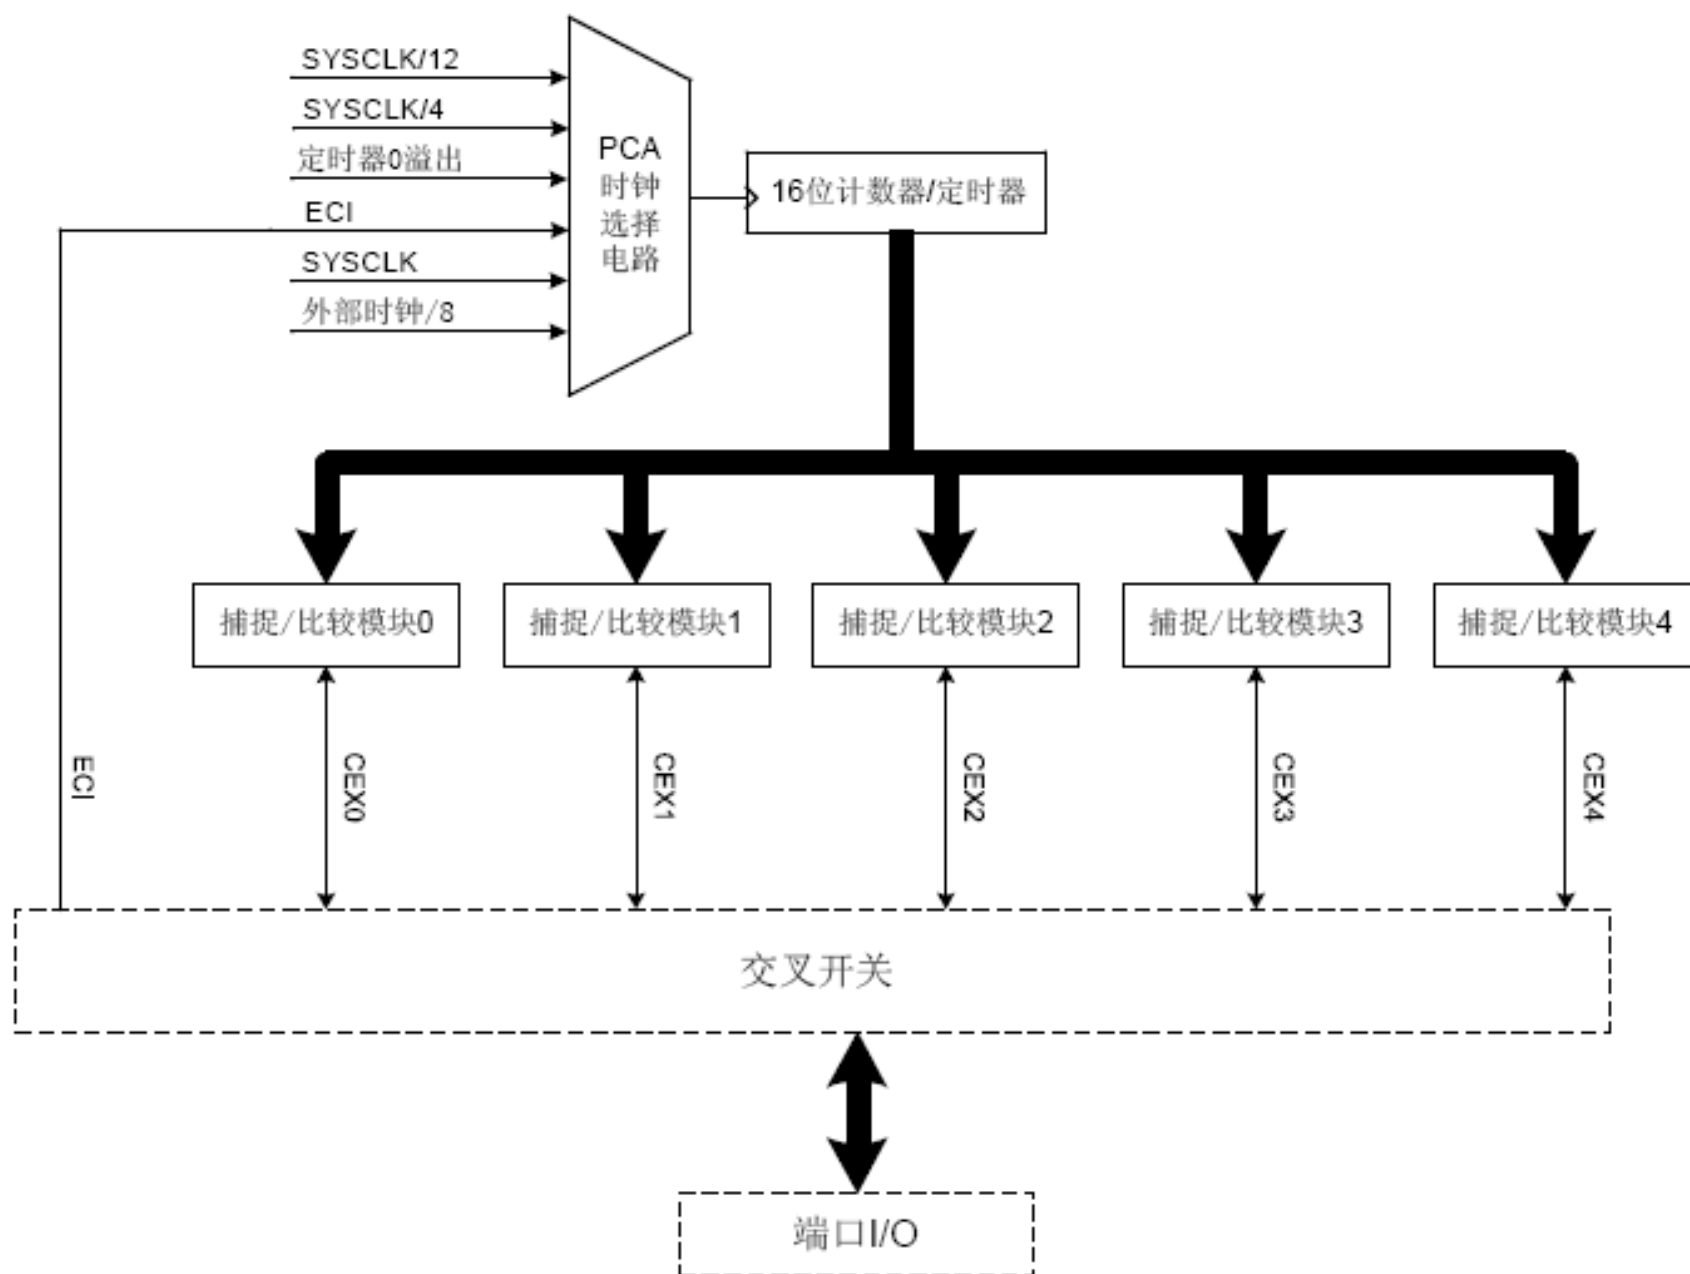 SYSCLK/12
SYSCLK/4
定时器0溢出
ECI
SYSCLK
外部时钟/8
PCA
时钟
选择
电路
16位计数器/定时器
捕捉/比较模块0
捕捉/比较模块1
捕捉/比较模块2
捕捉/比较模块3
捕捉/比较模块4
ECI
CEX0
CEX1
CEX2
CEX3
CEX4
交叉开关
端口I/O